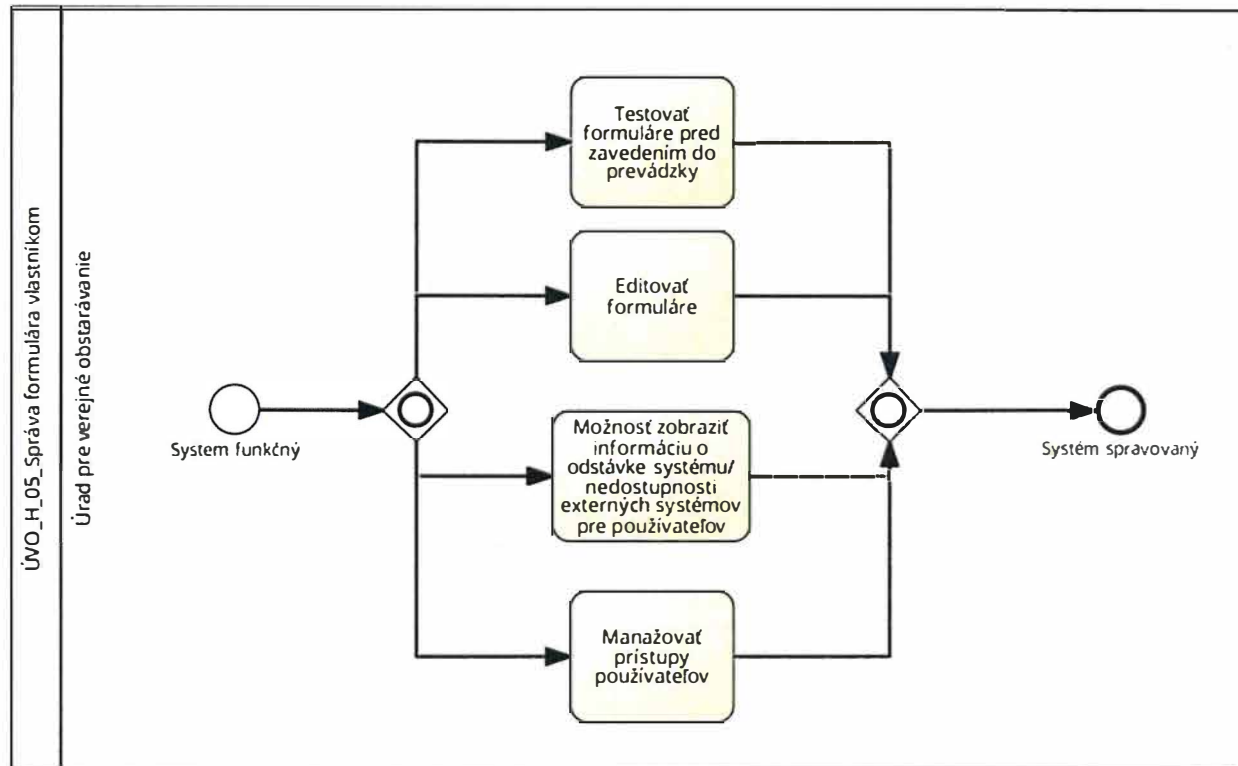 ÚVO_H_05_Správa formulára vlastníkom
Úrad pre verejné obstarávanie
System funkčný
Testovať
formuláre pred
zavedením do
prevádzky
Editovať
formuláre
Možnosť zobraziť
informáciu o
odstávke systému/
nedostupnosti
externých systémov
pre používateľov
Manažovať
prístupy
používateľov
Systém spravovaný